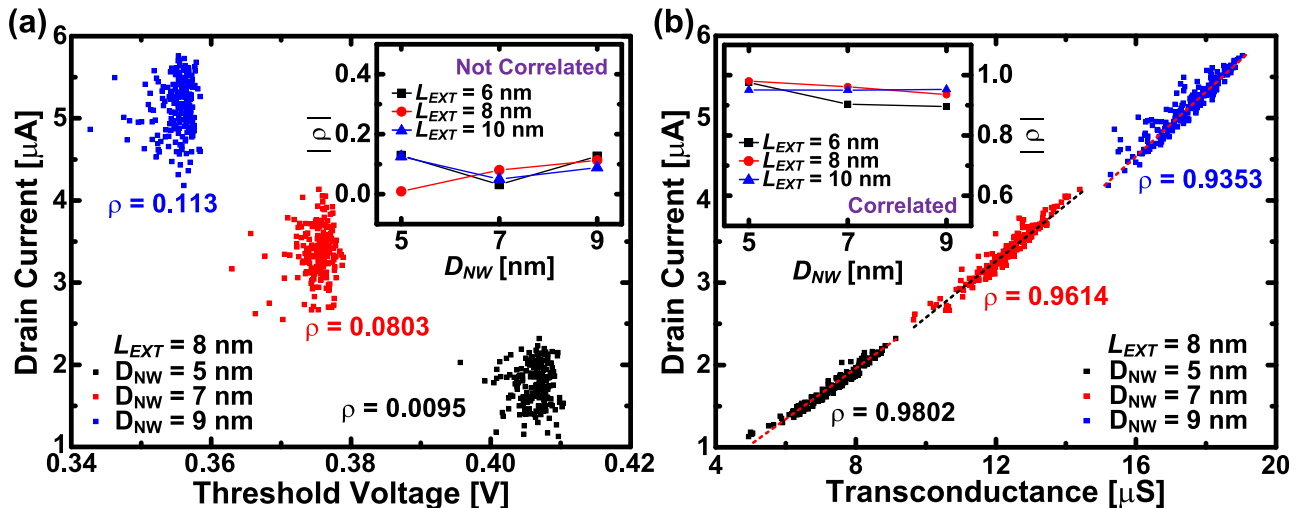 (a)
Drain Current [μA]
6
5
4
3
2
1
0.34
0.36
0.38
0.40
0.42
Threshold Voltage [V]
ρ = 0.113
ρ = 0.0803
ρ = 0.0095
L_EXT = 8 nm
D_NW = 5 nm
D_NW = 7 nm
D_NW = 9 nm
Not Correlated
L_EXT = 6 nm
L_EXT = 8 nm
L_EXT = 10 nm
|ρ|
0.4
0.2
0.0
5
7
9
D_NW [nm]
(b)
Drain Current [μA]
6
5
4
3
2
1
4
8
12
16
20
Transconductance [μS]
L_EXT = 6 nm
L_EXT = 8 nm
L_EXT = 10 nm
Correlated
1.0
0.8
0.6
|ρ|
5
7
9
D_NW [nm]
ρ = 0.9353
ρ = 0.9614
ρ = 0.9802
L_EXT = 8 nm
D_NW = 5 nm
D_NW = 7 nm
D_NW = 9 nm